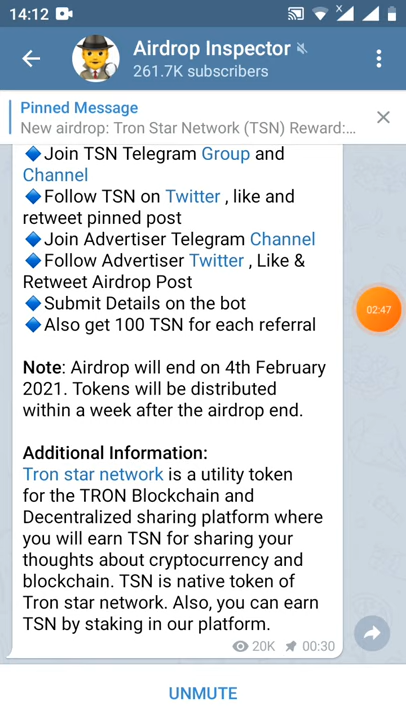 14:12
Airdrop Inspector
261.7K subscribers
Pinned Message
New airdrop: Tron Star Network (TSN) Reward:...
Join TSN Telegram Group and
Channel
Follow TSN on Twitter , like and
retweet pinned post
Join Advertiser Telegram Channel
Follow Advertiser Twitter , Like &
Retweet Airdrop Post
Submit Details on the bot
Also get 100 TSN for each referral
02:47
Note: Airdrop will end on 4th February
2021. Tokens will be distributed
within a week after the airdrop end.
Additional Information:
Tron star network is a utility token
for the TRON Blockchain and
Decentralized sharing platform where
you will earn TSN for sharing your
thoughts about cryptocurrency and
blockchain. TSN is native token of
Tron star network. Also, you can earn
TSN by staking in our platform.
20K 00:30
UNMUTE